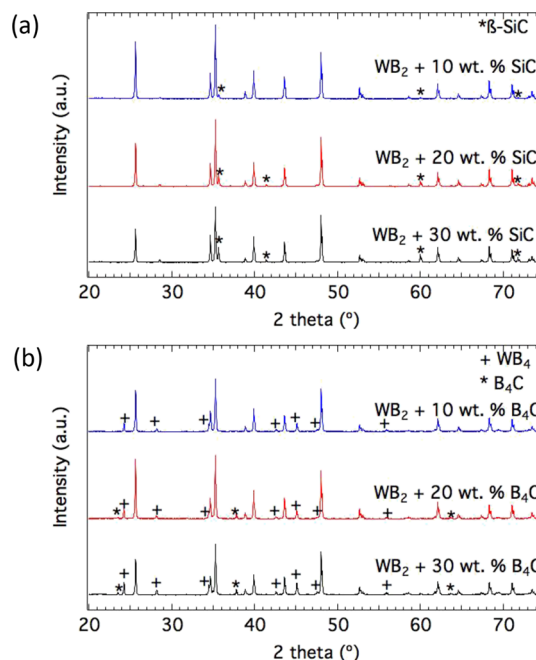 (a)
*ß-SiC
WB₂ + 10 wt. % SiC
*
*
*
WB₂ + 20 wt. % SiC
*
*
*
*
WB₂ + 30 wt. % SiC
*
*
*
*
Intensity (a.u.)
20 30 40 50 60 70
2 theta (°)
(b)
+ WB₄
* B₄C
WB₂ + 10 wt. % B₄C
+ + + + + + +
WB₂ + 20 wt. % B₄C
* + + + * + + + + *
WB₂ + 30 wt. % B₄C
* + + + * + + + + *
Intensity (a.u.)
20 30 40 50 60 70
2 theta (°)